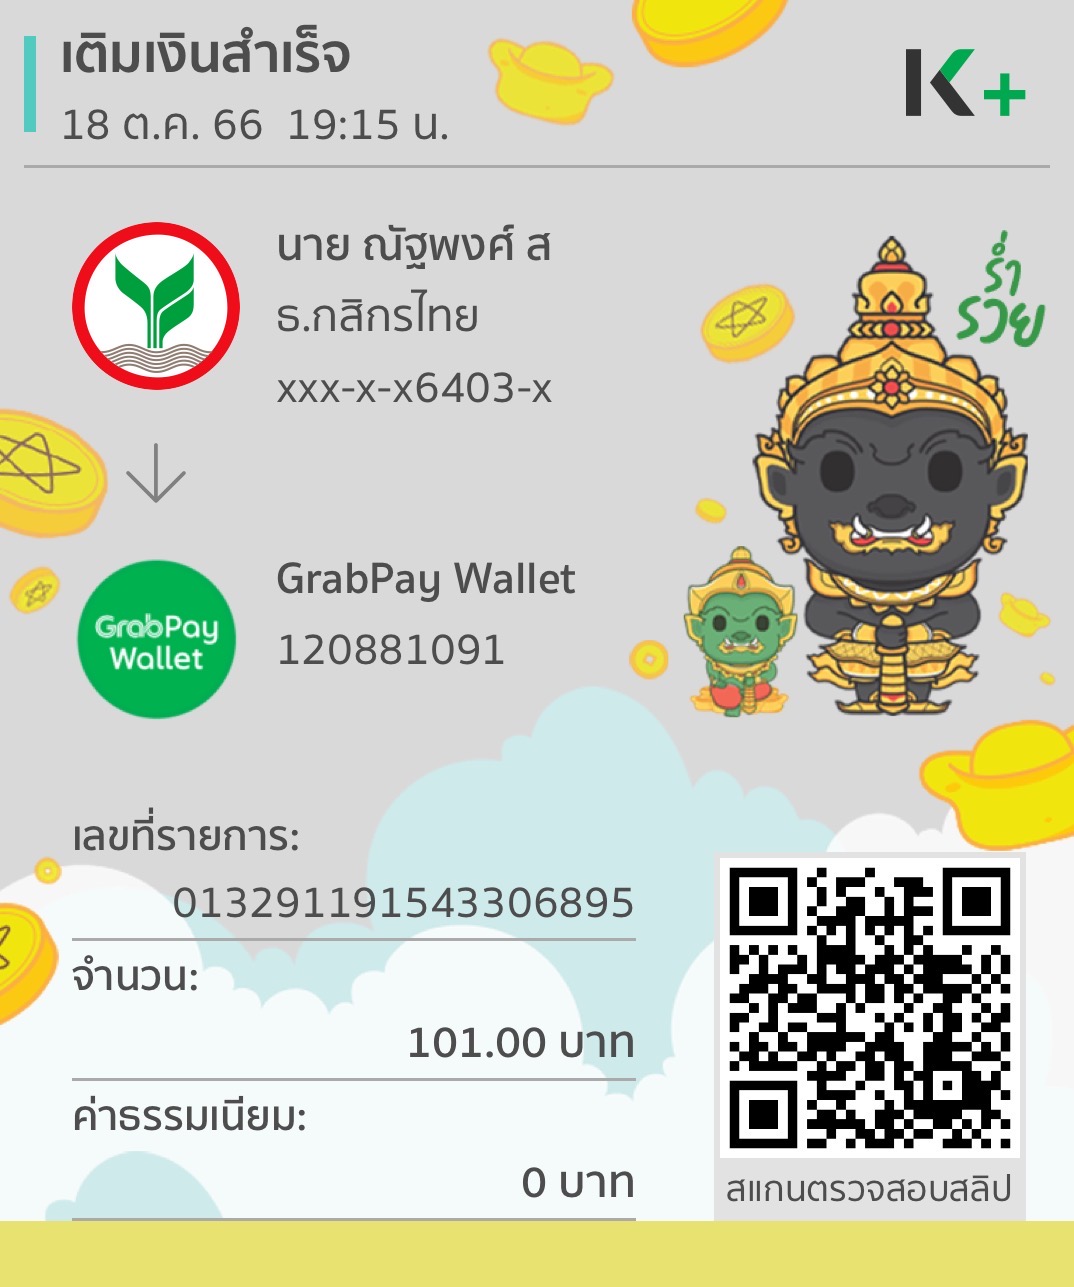 เติมเงินสำเร็จ
18 ต.ค. 66 19:15 น.
K+
นาย ณัฐพงศ์ ส
ธ.กสิกรไทย
xxx-x-x6403-x
ร่ำ
รวย
GrabPay
Wallet
GrabPay Wallet
120881091
เลขที่รายการ:
013291191543306895
จำนวน:
101.00 บาท
ค่าธรรมเนียม:
0 บาท
สแกนตรวจสอบสลิป